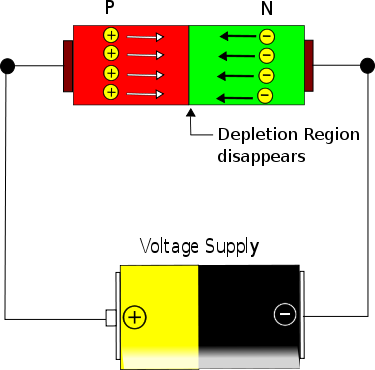 P N
+ −
+ −
+ −
+ −
Depletion Region
disappears
Voltage Supply
+ −